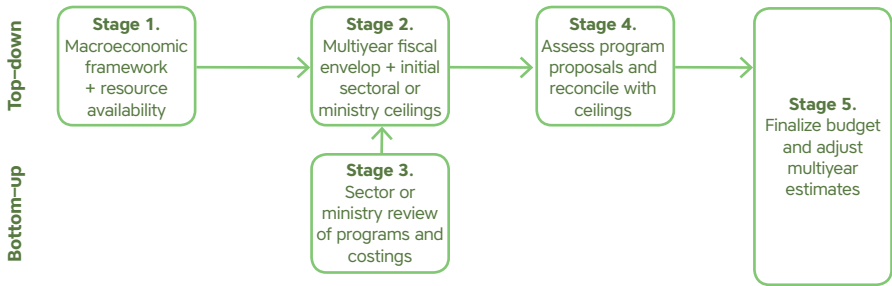 Top-down
Stage 1.
Macroeconomic
framework
+ resource
availability
Stage 2.
Multiyear fiscal
envelop + initial
sectoral or
ministry ceilings
Stage 4.
Assess program
proposals and
reconcile with
ceilings
Stage 5.
Finalize budget
and adjust
multiyear
estimates
Bottom-up
Stage 3.
Sector or
ministry review
of programs and
costings